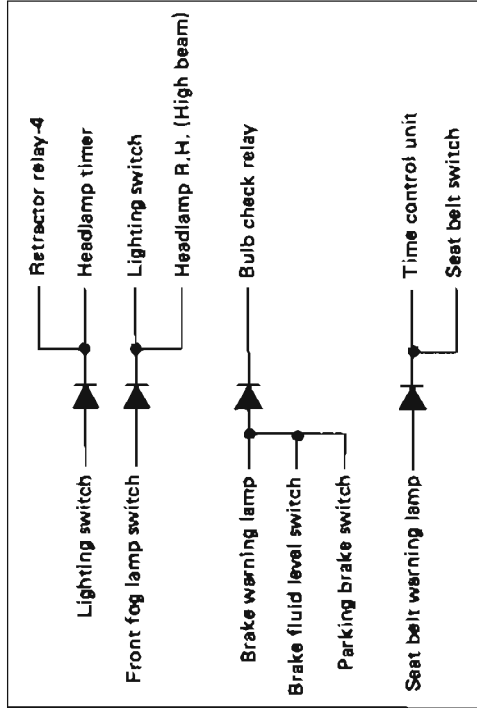 Retractor relay-4
Lighting switch
Headlamp timer
Front fog lamp switch
Lighting switch
Headlamp R.H. (High beam)
Brake warning lamp
Bulb check relay
Brake fluid level switch
Parking brake switch
Seat belt warning lamp
Time control unit
Seat belt switch